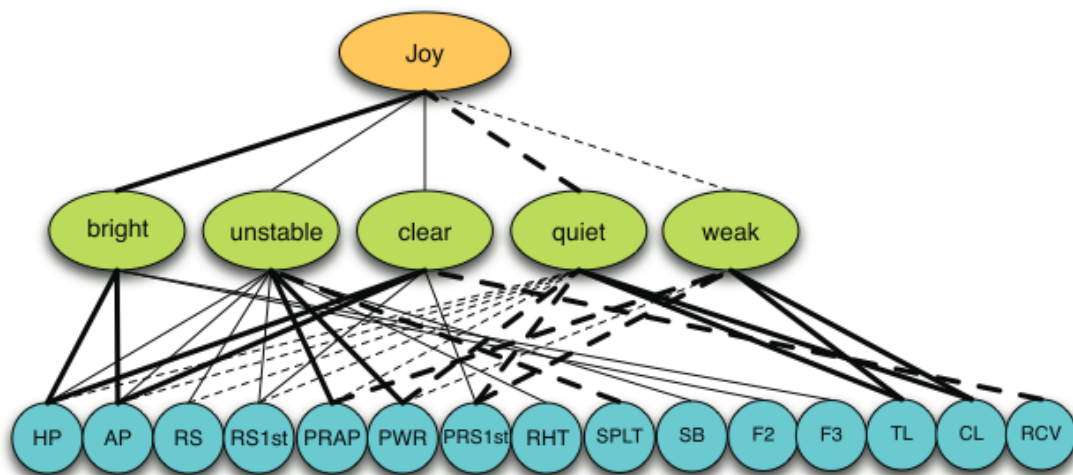 Joy
bright unstable clear quiet weak
HP AP RS RS1st PRAP PWR PRS1st RHT SPLT SB F2 F3 TL CL RCV